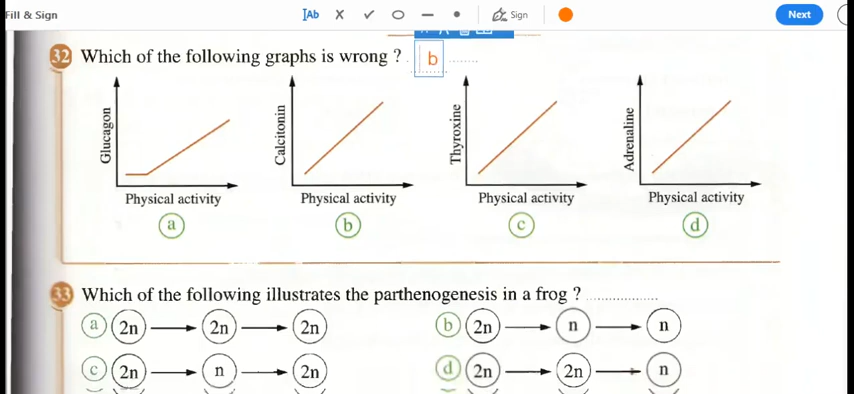 Fill & Sign
IAb
Sign
Next
32 Which of the following graphs is wrong ? b
Glucagon
Physical activity
a
Calcitonin
Physical activity
b
Thyroxine
Physical activity
c
Adrenaline
Physical activity
d
33 Which of the following illustrates the parthenogenesis in a frog ?
a 2n 2n 2n
b 2n n n
c 2n n 2n
d 2n 2n n